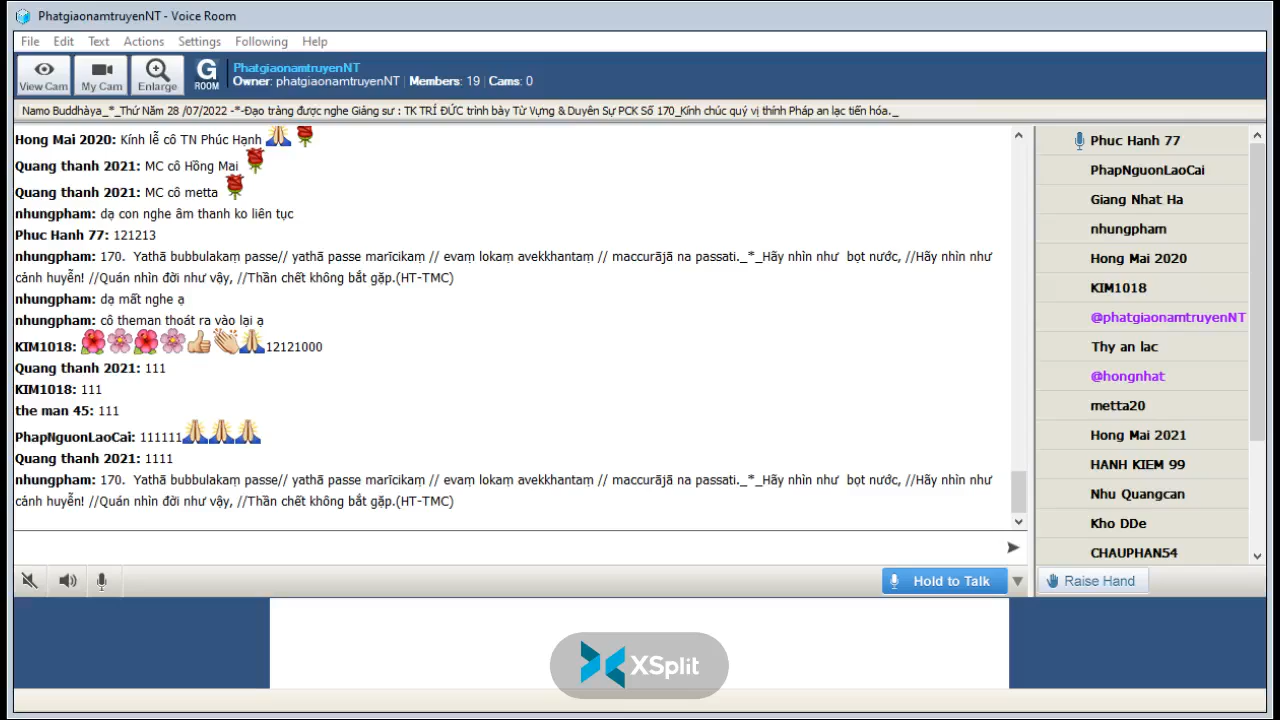 PhatgiaonamtruyenNT - Voice Room
File Edit Text Actions Settings Following Help
View Cam My Cam Enlarge G ROOM
PhatgiaonamtruyenNT
Owner: phatgiaonamtruyenNT | Members: 19 | Cams: 0
Namo Buddhàya_*_Thứ Năm 28 /07/2022 -*-Đạo tràng được nghe Giảng sư : TK TRÍ ĐỨC trình bày Từ Vựng & Duyên Sự PCK Số 170_Kính chúc quý vị thính Pháp an lạc tiến hóa._
Hong Mai 2020: Kính lễ cô TN Phúc Hạnh
Quang thanh 2021: MC cô Hồng Mai
Quang thanh 2021: MC cô metta
nhungpham: dạ con nghe âm thanh ko liên tục
Phuc Hanh 77: 121213
nhungpham: 170. Yathā bubbulakaṃ passe// yathā passe marīcikaṃ // evaṃ lokaṃ avekkhantaṃ // maccurājā na passati._*_Hãy nhìn như bọt nước, //Hãy nhìn như
cảnh huyễn! //Quán nhìn đời như vậy, //Thần chết không bắt gặp.(HT-TMC)
nhungpham: dạ mất nghe ạ
nhungpham: cô theman thoát ra vào lại ạ
KIM1018: 12121000
Quang thanh 2021: 111
KIM1018: 111
the man 45: 111
PhapNguonLaoCai: 111111
Quang thanh 2021: 1111
nhungpham: 170. Yathā bubbulakaṃ passe// yathā passe marīcikaṃ // evaṃ lokaṃ avekkhantaṃ // maccurājā na passati._*_Hãy nhìn như bọt nước, //Hãy nhìn như
cảnh huyễn! //Quán nhìn đời như vậy, //Thần chết không bắt gặp.(HT-TMC)
Phuc Hanh 77
PhapNguonLaoCai
Giang Nhat Ha
nhungpham
Hong Mai 2020
KIM1018
@phatgiaonamtruyenNT
Thy an lac
@hongnhat
metta20
Hong Mai 2021
HANH KIEM 99
Nhu Quangcan
Kho DDe
CHAUPHAN54
Hold to Talk
Raise Hand
XSplit